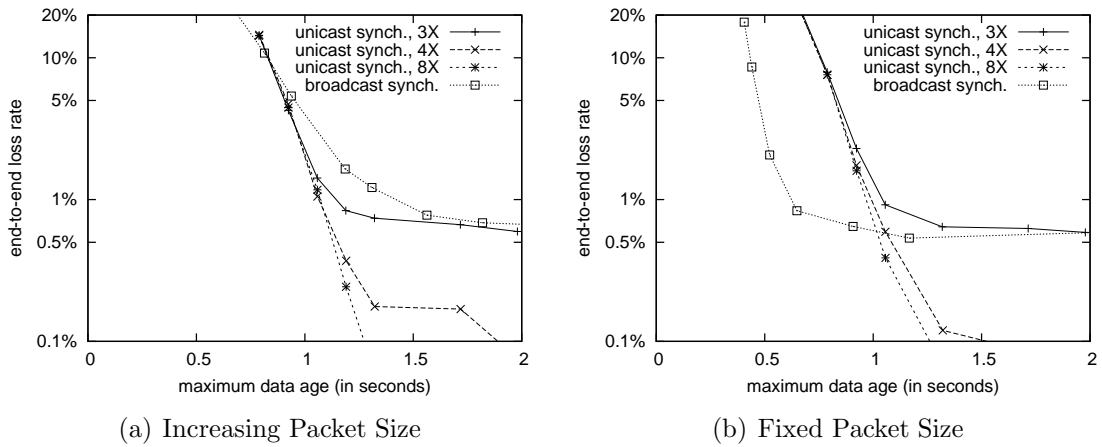 20%
10%
5%
1%
0.5%
0.1%
end-to-end loss rate
unicast synch., 3X
unicast synch., 4X
unicast synch., 8X
broadcast synch.
0 0.5 1 1.5 2
maximum data age (in seconds)
(a) Increasing Packet Size
20%
10%
5%
1%
0.5%
0.1%
end-to-end loss rate
unicast synch., 3X
unicast synch., 4X
unicast synch., 8X
broadcast synch.
0 0.5 1 1.5 2
maximum data age (in seconds)
(b) Fixed Packet Size